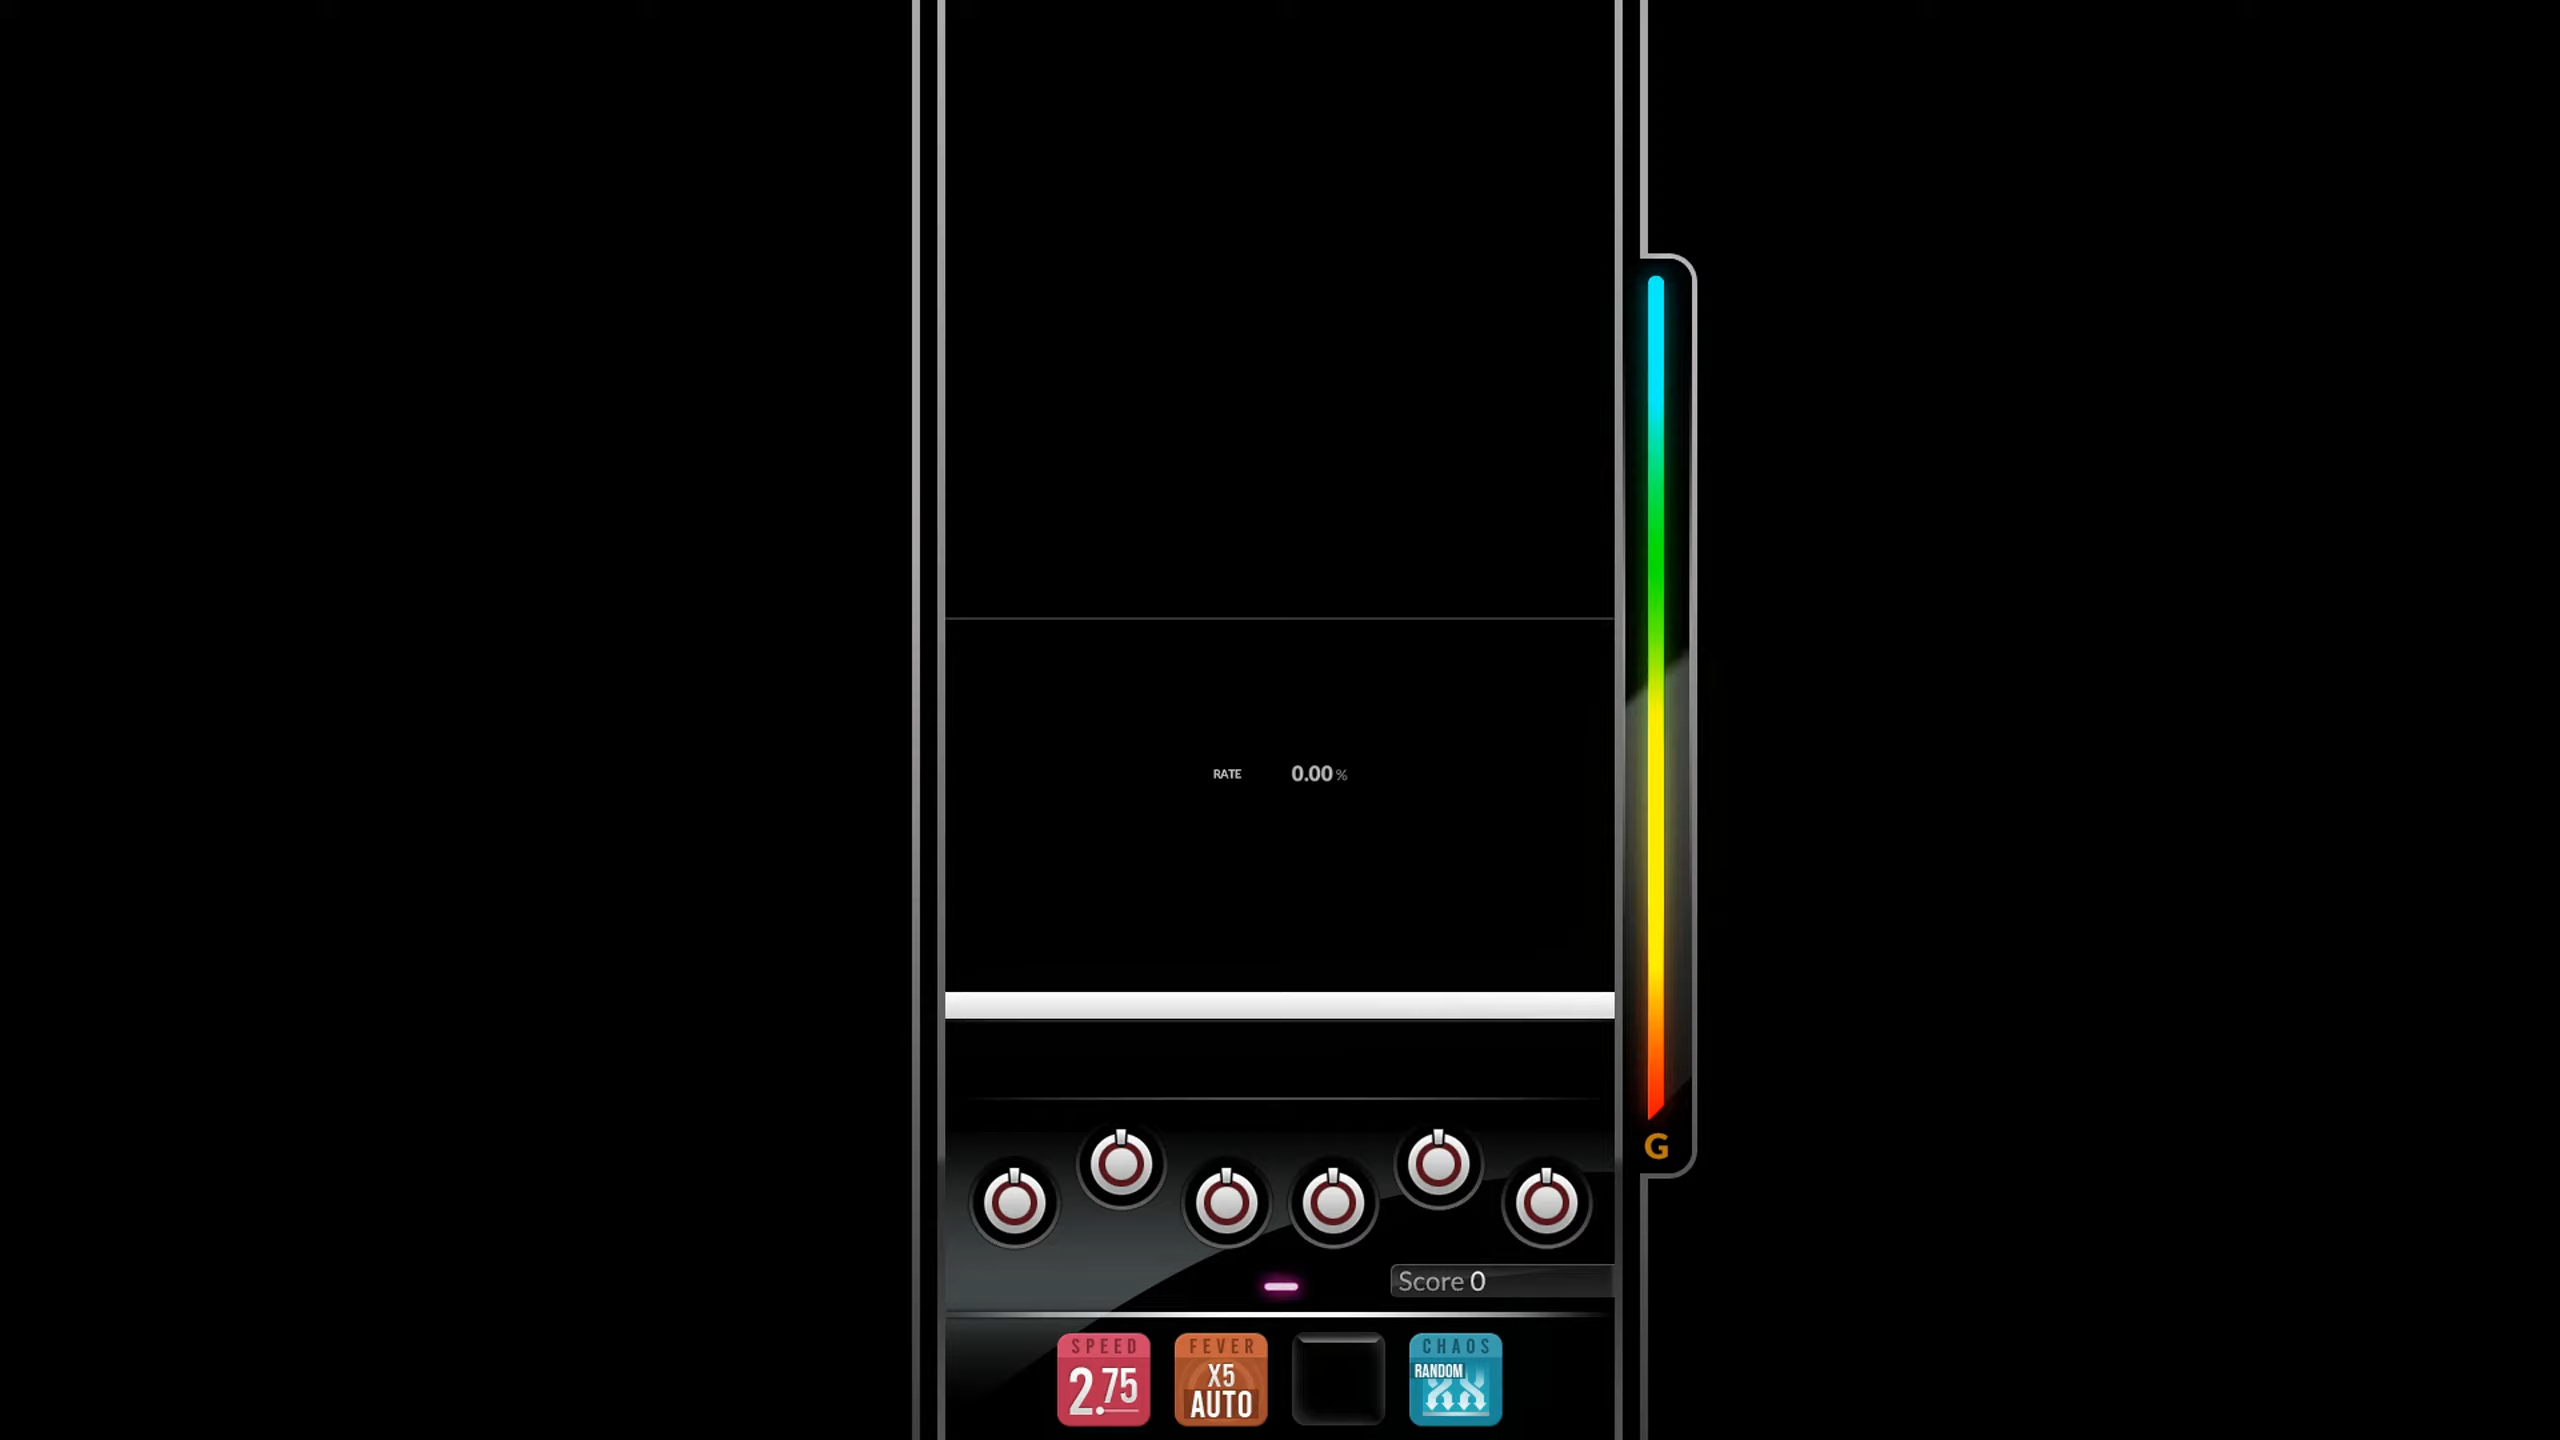 RATE 0.00 %
G
Score 0
SPEED
2.75
FEVER
X5
AUTO
CHAOS
RANDOM